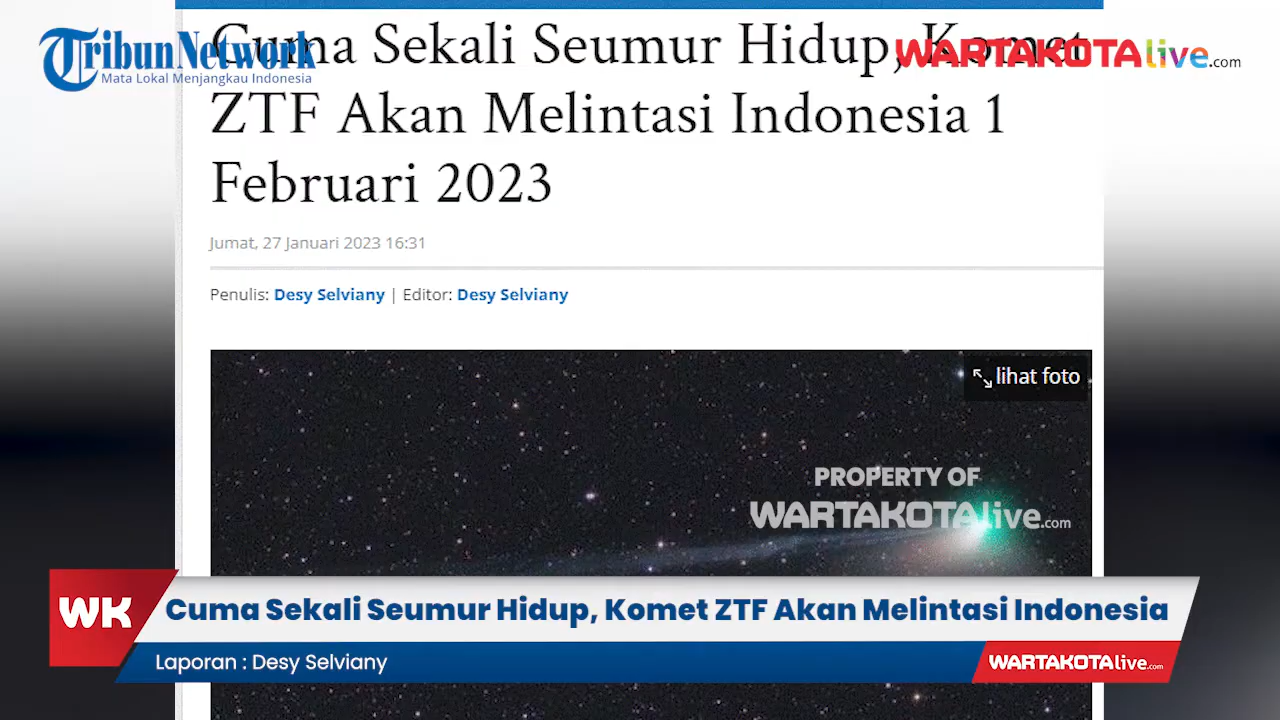 Cuma Sekali Seumur Hidup, Komet
TribunNetwork
Mata Lokal Menjangkau Indonesia
WARTAKOTAlive.com
ZTF Akan Melintasi Indonesia 1
Februari 2023
Jumat, 27 Januari 2023 16:31
Penulis: Desy Selviany | Editor: Desy Selviany
lihat foto
PROPERTY OF
WARTAKOTAlive.com
WK
Cuma Sekali Seumur Hidup, Komet ZTF Akan Melintasi Indonesia
Laporan : Desy Selviany
WARTAKOTAlive.com